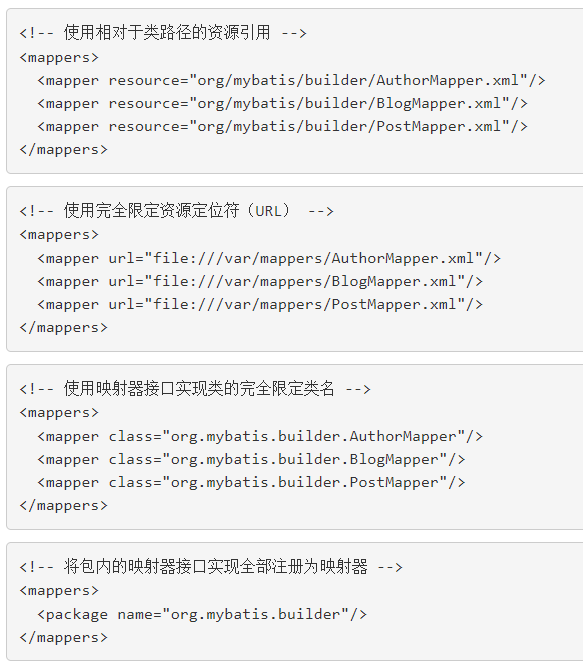 <!-- 使用相对于类路径的资源引用 -->
<mappers>
  <mapper resource="org/mybatis/builder/AuthorMapper.xml"/>
  <mapper resource="org/mybatis/builder/BlogMapper.xml"/>
  <mapper resource="org/mybatis/builder/PostMapper.xml"/>
</mappers>
<!-- 使用完全限定资源定位符（URL） -->
<mappers>
  <mapper url="file:///var/mappers/AuthorMapper.xml"/>
  <mapper url="file:///var/mappers/BlogMapper.xml"/>
  <mapper url="file:///var/mappers/PostMapper.xml"/>
</mappers>
<!-- 使用映射器接口实现类的完全限定类名 -->
<mappers>
  <mapper class="org.mybatis.builder.AuthorMapper"/>
  <mapper class="org.mybatis.builder.BlogMapper"/>
  <mapper class="org.mybatis.builder.PostMapper"/>
</mappers>
<!-- 将包内的映射器接口实现全部注册为映射器 -->
<mappers>
  <package name="org.mybatis.builder"/>
</mappers>